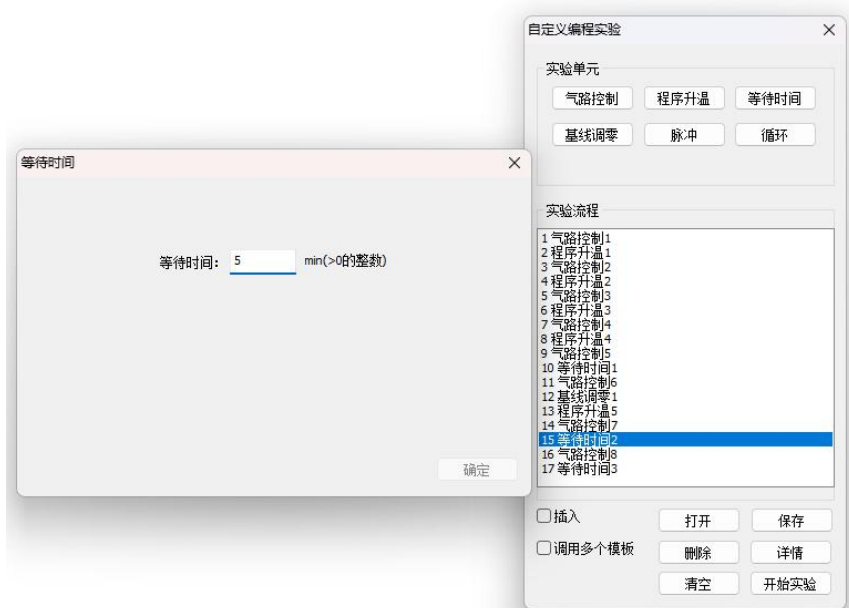 等待时间
等待时间: 5 min(>0的整数)
确定
自定义编程实验
实验单元
气路控制 程序升温 等待时间
基线调零 脉冲 循环
实验流程
1 气路控制1
2 程序升温1
3 气路控制2
4 程序升温2
5 气路控制3
6 程序升温3
7 气路控制4
8 程序升温4
9 气路控制5
10 等待时间1
11 气路控制6
12 基线调零1
13 程序升温5
14 气路控制7
15 等待时间2
16 气路控制8
17 等待时间3
插入 打开 保存
调用多个模板 删除 详情
清空 开始实验